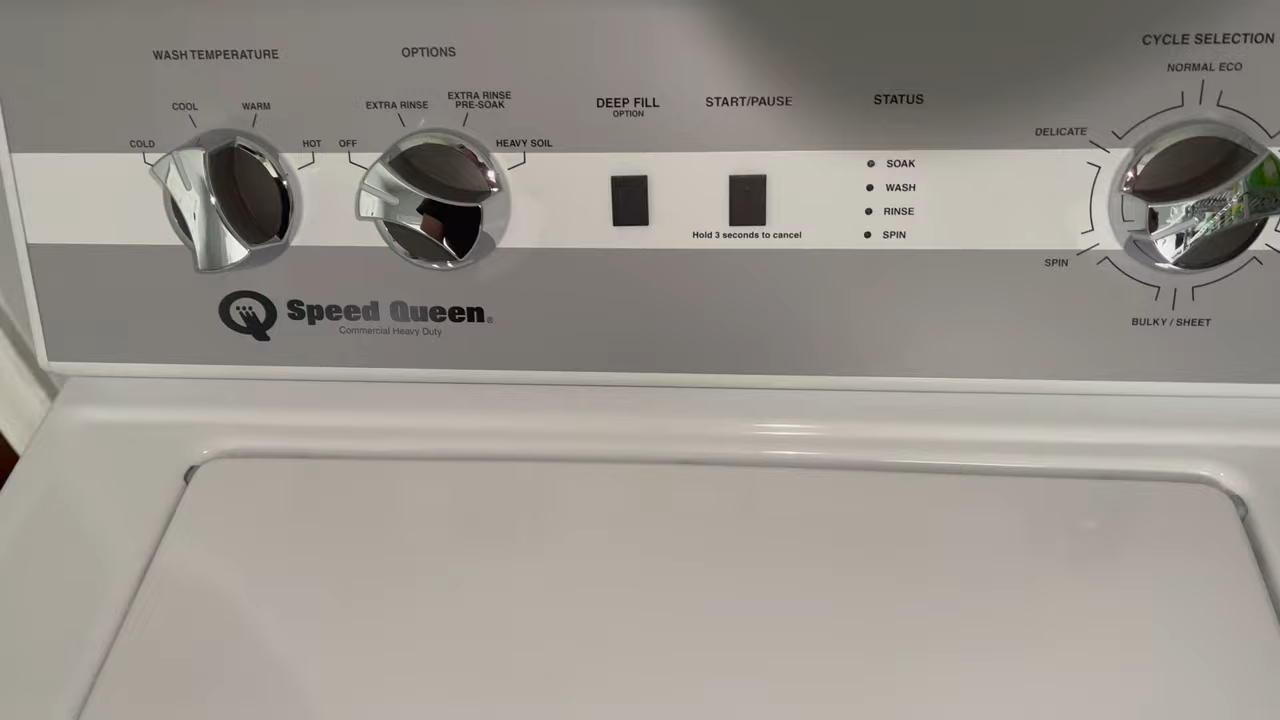 WASH TEMPERATURE
COLD
COOL
WARM
HOT
OPTIONS
OFF
EXTRA RINSE
EXTRA RINSE
PRE-SOAK
HEAVY SOIL
DEEP FILL
OPTION
START/PAUSE
Hold 3 seconds to cancel
STATUS
SOAK
WASH
RINSE
SPIN
CYCLE SELECTION
NORMAL ECO
DELICATE
SPIN
BULKY / SHEET
Speed Queen®
Commercial Heavy Duty